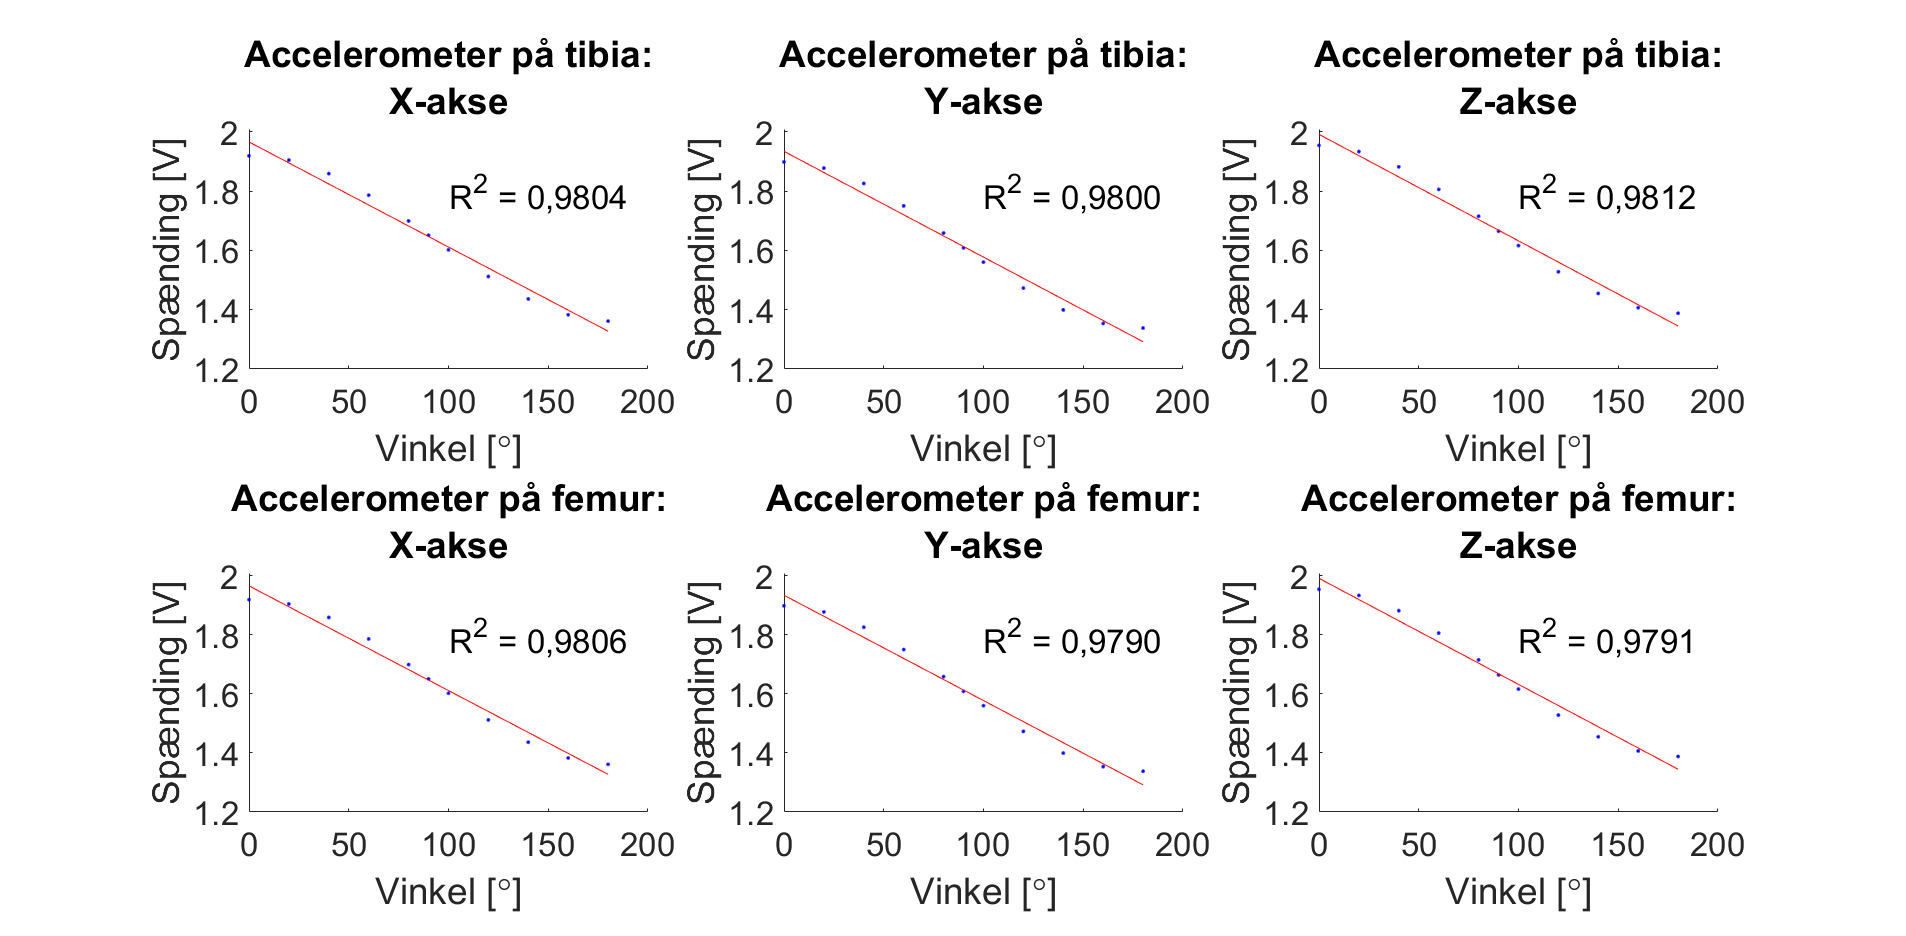 Accelerometer på tibia:
X-akse
2
1.8
1.6
1.4
1.2
Spænding [V]
R² = 0,9804
0 50 100 150 200
Vinkel [°]
Accelerometer på tibia:
Y-akse
2
1.8
1.6
1.4
1.2
Spænding [V]
R² = 0,9800
0 50 100 150 200
Vinkel [°]
Accelerometer på tibia:
Z-akse
2
1.8
1.6
1.4
1.2
Spænding [V]
R² = 0,9812
0 50 100 150 200
Vinkel [°]
Accelerometer på femur:
X-akse
2
1.8
1.6
1.4
1.2
Spænding [V]
R² = 0,9806
0 50 100 150 200
Vinkel [°]
Accelerometer på femur:
Y-akse
2
1.8
1.6
1.4
1.2
Spænding [V]
R² = 0,9790
0 50 100 150 200
Vinkel [°]
Accelerometer på femur:
Z-akse
2
1.8
1.6
1.4
1.2
Spænding [V]
R² = 0,9791
0 50 100 150 200
Vinkel [°]